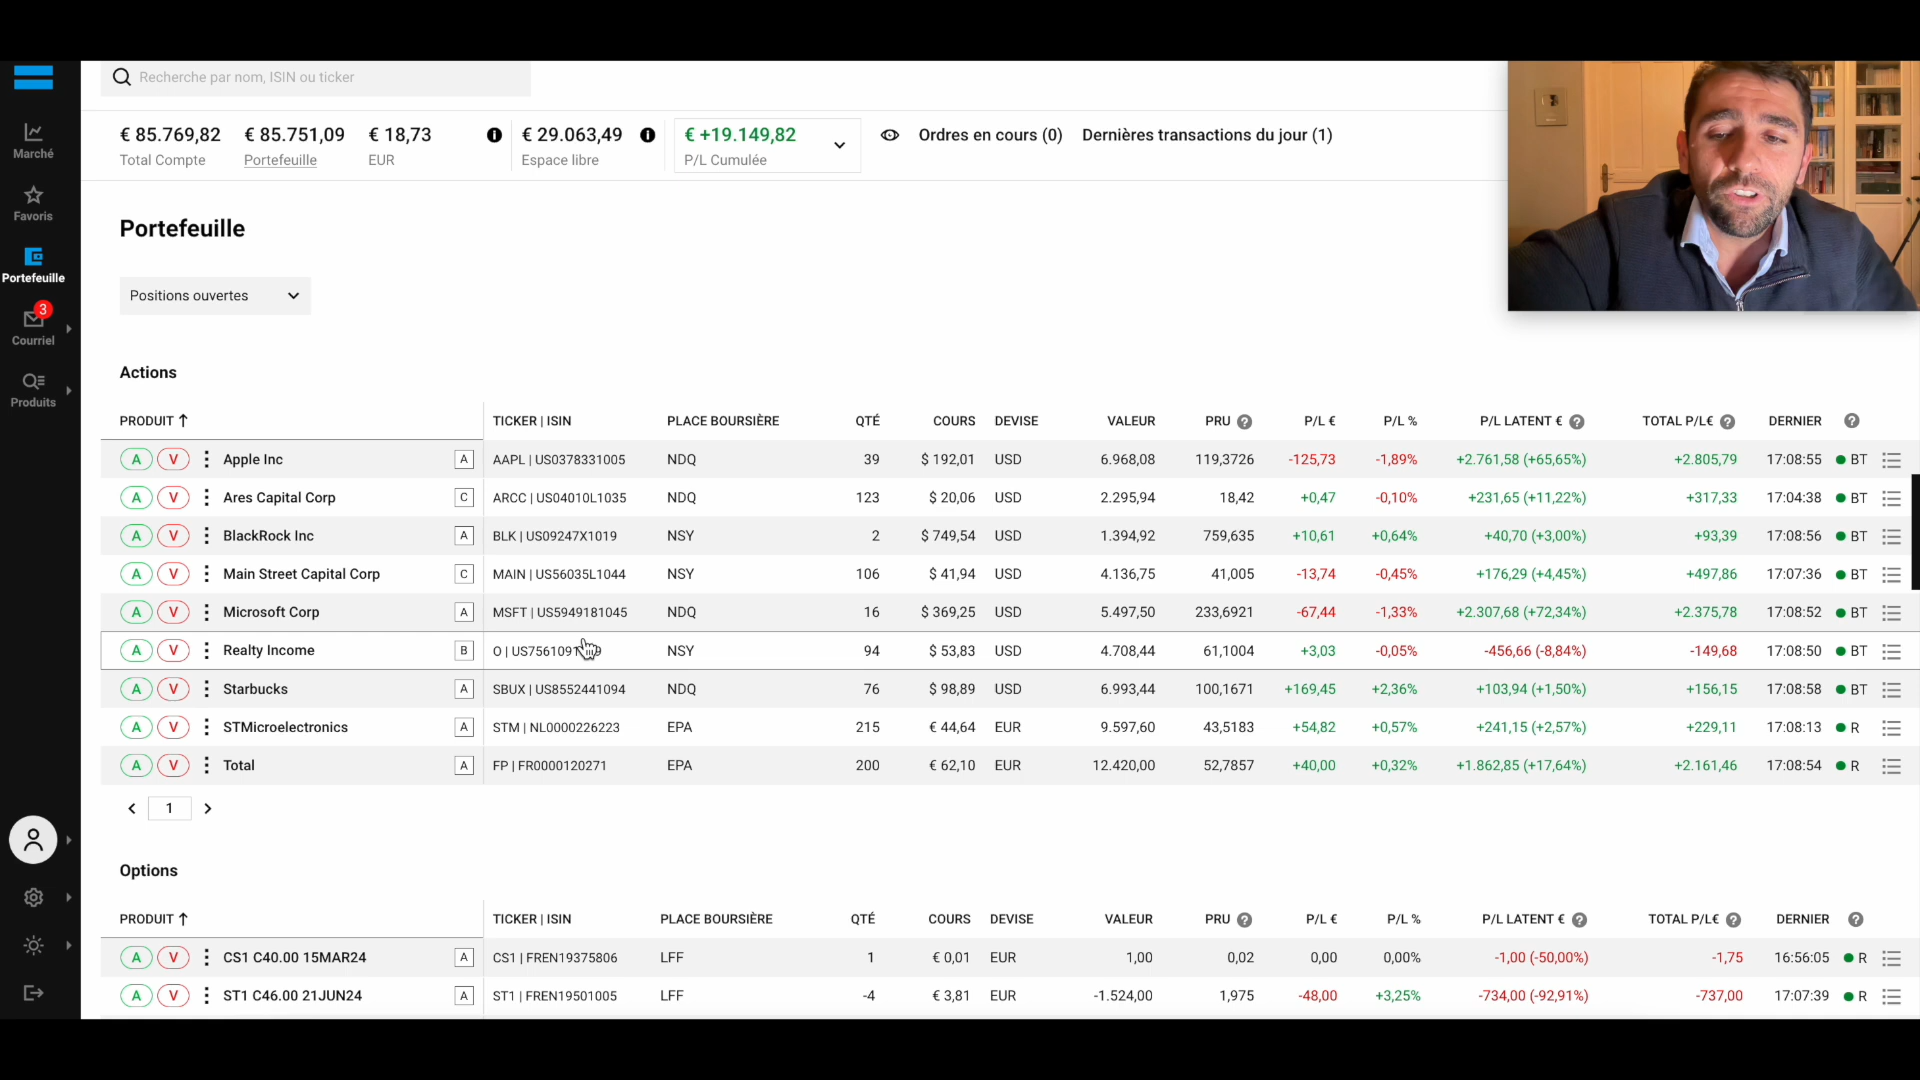 Recherche par nom, ISIN ou ticker
€ 85.769,82 € 85.751,09 € 18,73 € 29.063,49 € +19.149,82 Ordres en cours (0) Dernières transactions du jour (1)
Total Compte Portefeuille EUR Espace libre P/L Cumulée
Marché
Favoris
Portefeuille
3
Courriel
Produits
Portefeuille
Positions ouvertes
Actions
PRODUIT TICKER | ISIN PLACE BOURSIÈRE QTÉ COURS DEVISE VALEUR PRU P/L € P/L % P/L LATENT € TOTAL P/L€ DERNIER
A V Apple Inc A AAPL | US0378331005 NDQ 39 $ 192,01 USD 6.968,08 119,3726 -125,73 -1,89% +2.761,58 (+65,65%) +2.805,79 17:08:55 BT
A V Ares Capital Corp C ARCC | US04010L1035 NDQ 123 $ 20,06 USD 2.295,94 18,42 +0,47 -0,10% +231,65 (+11,22%) +317,33 17:04:38 BT
A V BlackRock Inc A BLK | US09247X1019 NSY 2 $ 749,54 USD 1.394,92 759,635 +10,61 +0,64% +40,70 (+3,00%) +93,39 17:08:56 BT
A V Main Street Capital Corp C MAIN | US56035L1044 NSY 106 $ 41,94 USD 4.136,75 41,005 -13,74 -0,45% +176,29 (+4,45%) +497,86 17:07:36 BT
A V Microsoft Corp A MSFT | US5949181045 NDQ 16 $ 369,25 USD 5.497,50 233,6921 -67,44 -1,33% +2.307,68 (+72,34%) +2.375,78 17:08:52 BT
A V Realty Income B O | NSY 94 $ 53,83 USD 4.708,44 61,1004 +3,03 -0,05% -456,66 (-8,84%) -149,68 17:08:50 BT
A V Starbucks A SBUX | US8552441094 NDQ 76 $ 98,89 USD 6.993,44 100,1671 +169,45 +2,36% +103,94 (+1,50%) +156,15 17:08:58 BT
A V STMicroelectronics A STM | NL0000226223 EPA 215 € 44,64 EUR 9.597,60 43,5183 +54,82 +0,57% +241,15 (+2,57%) +229,11 17:08:13 R
A V Total A FP | FR0000120271 EPA 200 € 62,10 EUR 12.420,00 52,7857 +40,00 +0,32% +1.862,85 (+17,64%) +2.161,46 17:08:54 R
1
Options
PRODUIT TICKER | ISIN PLACE BOURSIÈRE QTÉ COURS DEVISE VALEUR PRU P/L € P/L % P/L LATENT € TOTAL P/L€ DERNIER
A V CS1 C40.00 15MAR24 A CS1 | FREN19375806 LFF 1 € 0,01 EUR 1,00 0,02 0,00 0,00% -1,00 (-50,00%) -1,75 16:56:05 R
A V ST1 C46.00 21JUN24 A ST1 | FREN19501005 LFF -4 € 3,81 EUR -1.524,00 1,975 -48,00 +3,25% -734,00 (-92,91%) -737,00 17:07:39 R